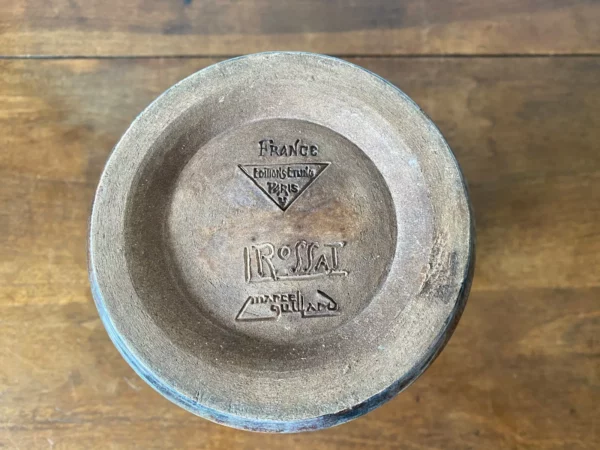 FRANCE
EDITIONS ETLING
PARIS
ROSSAT
MARCEL
GUILLARD